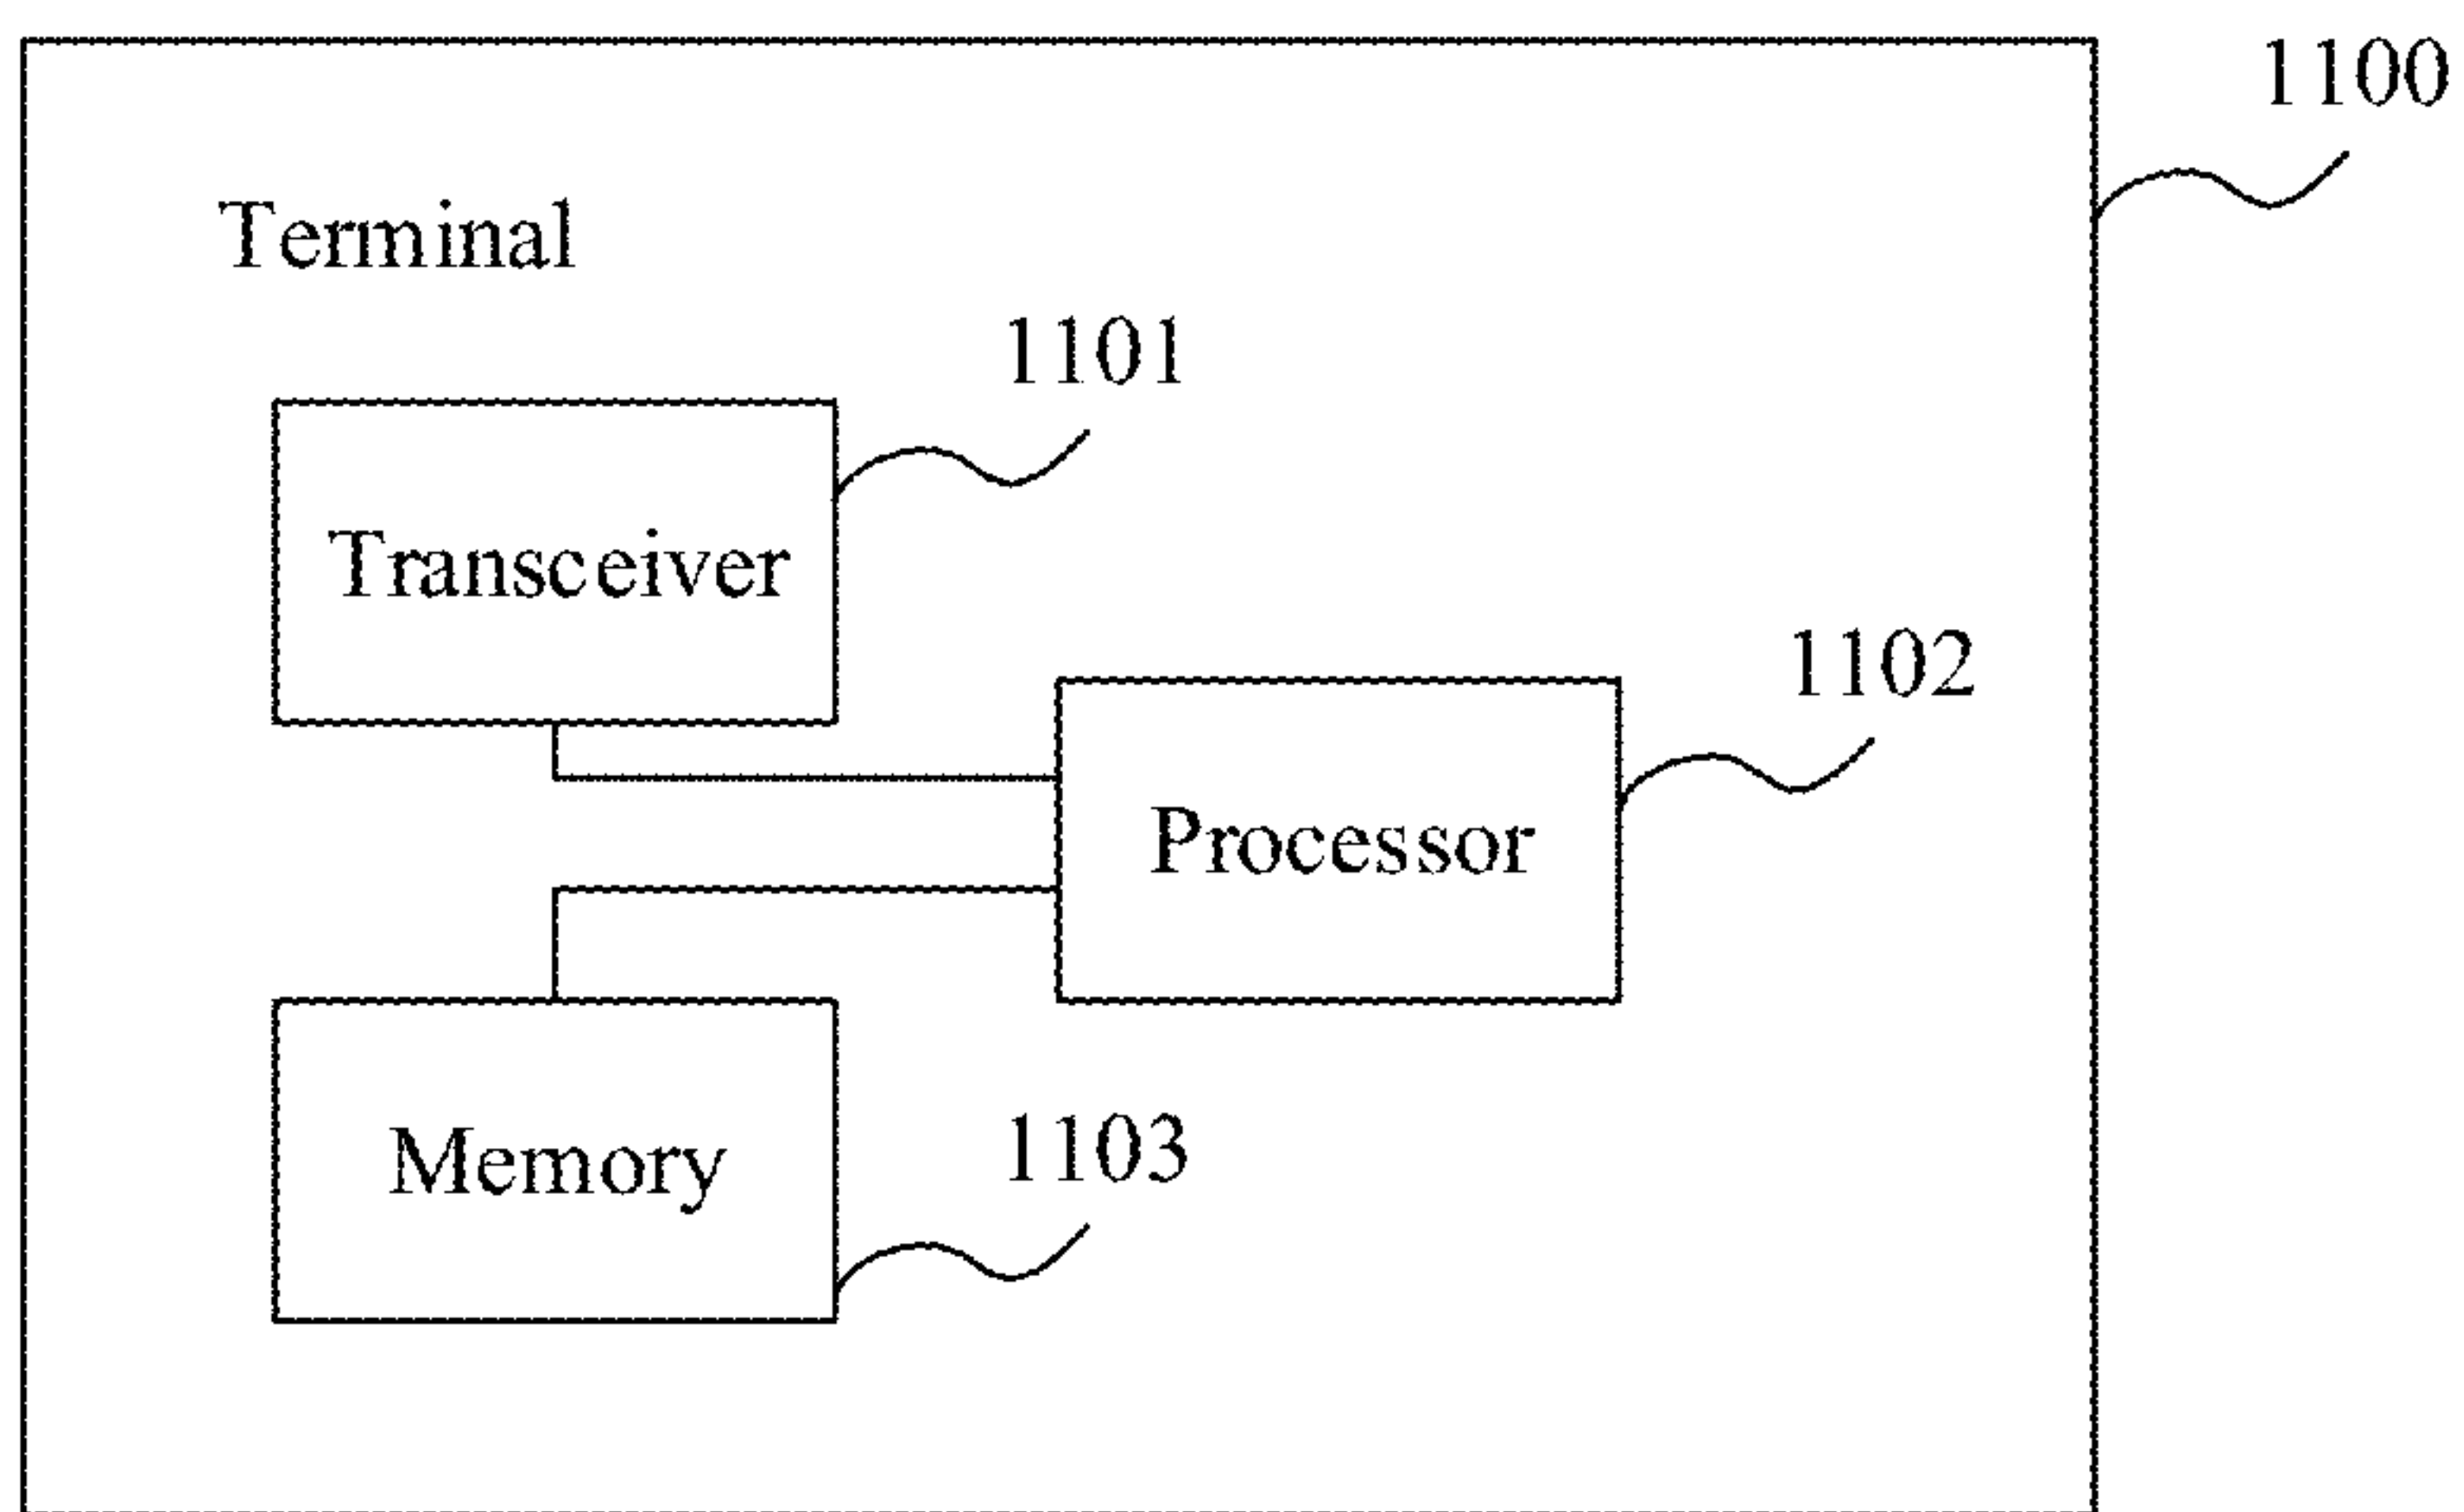 1100
Terminal
1101
Transceiver
1102
Processor
1103
Memory